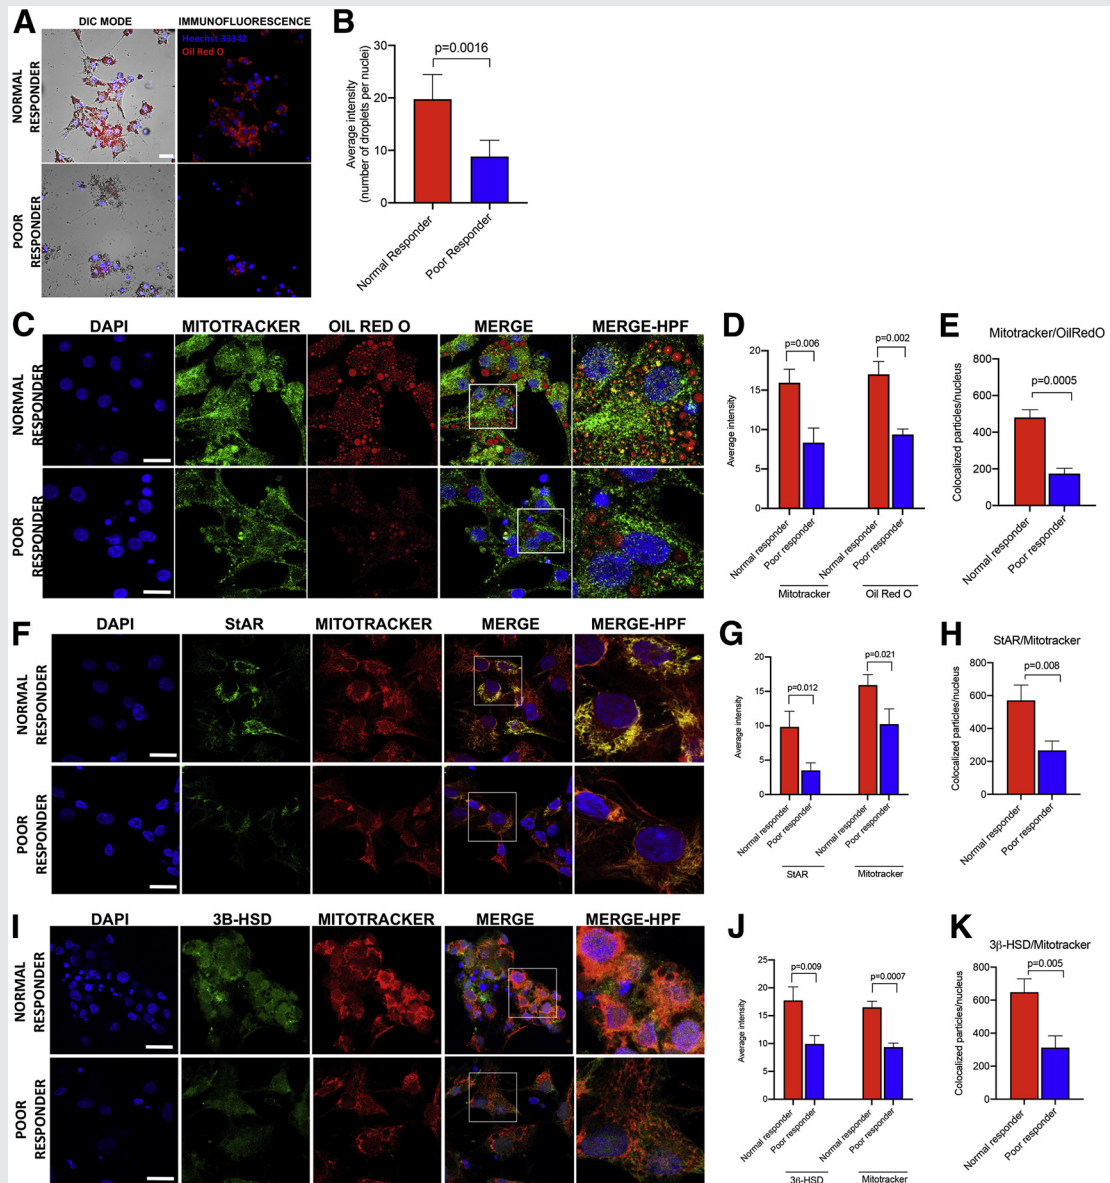 A
DIC MODE
IMMUNOFLUORESCENCE
Hoechst 33342
Oil Red O
NORMAL
RESPONDER
POOR
RESPONDER
B
p=0.0016
Average intensity
(number of droplets per nuclei)
30
20
10
0
Normal Responder
Poor Responder
C
DAPI
MITOTRACKER
OIL RED O
MERGE
MERGE-HPF
NORMAL
RESPONDER
POOR
RESPONDER
D
p=0.006
p=0.002
Average intensity
20
15
10
5
0
Normal responder
Poor responder
Normal responder
Poor responder
Mitotracker
Oil Red O
E
Mitotracker/OilRedO
p=0.0005
Colocalized particles/nucleus
800
600
400
200
0
Normal responder
Poor responder
F
DAPI
StAR
MITOTRACKER
MERGE
MERGE-HPF
NORMAL
RESPONDER
POOR
RESPONDER
G
p=0.012
p=0.021
Average intensity
20
15
10
5
0
Normal responder
Poor responder
Normal responder
Poor responder
StAR
Mitotracker
H
StAR/Mitotracker
p=0.008
Colocalized particles/nucleus
800
600
400
200
0
Normal responder
Poor responder
I
DAPI
3B-HSD
MITOTRACKER
MERGE
MERGE-HPF
NORMAL
RESPONDER
POOR
RESPONDER
J
p=0.009
p=0.0007
Average intensity
25
20
15
10
5
0
Normal responder
Poor responder
Normal responder
Poor responder
3β-HSD
Mitotracker
K
3β-HSD/Mitotracker
p=0.005
Colocalized particles/nucleus
800
600
400
200
0
Normal responder
Poor responder